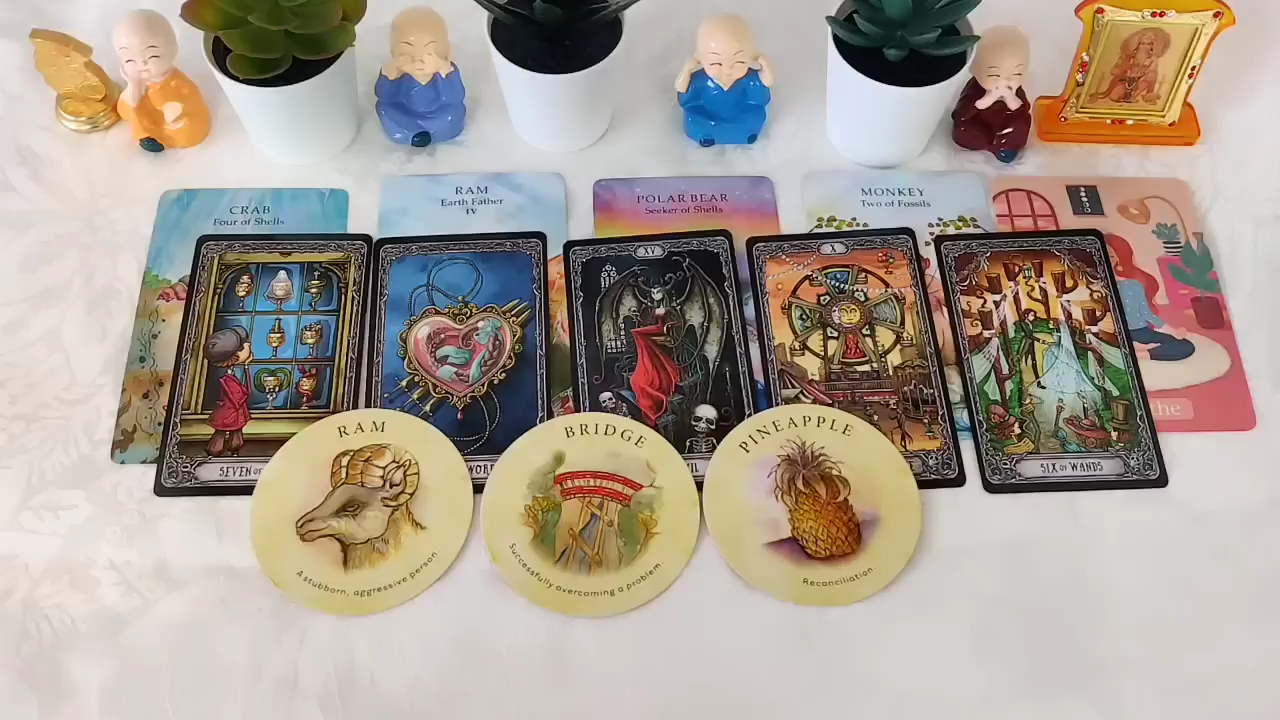 CRAB
Four of Shells
RAM
Earth Father
IV
POLAR BEAR
Seeker of Shells
MONKEY
Two of Fossils
XV
X
SEVEN OF
SIX OF WANDS
RAM
A stubborn, aggressive person
BRIDGE
Successfully overcoming a problem.
PINEAPPLE
Reconciliation.